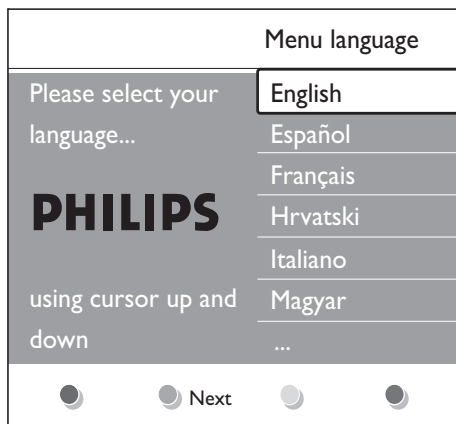 Menu language
Please select your
language...
PHILIPS
using cursor up and
down
English
Español
Français
Hrvatski
Italiano
Magyar
...
Next